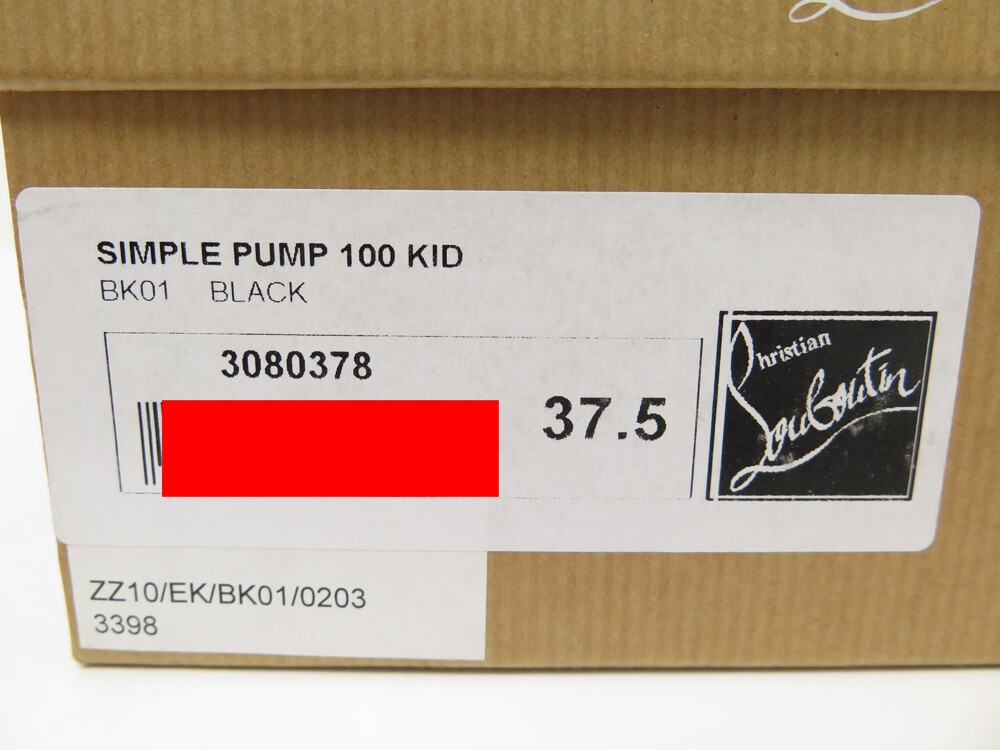 SIMPLE PUMP 100 KID
BK01 BLACK
3080378
37.5
Christian
Louboutin
ZZ10/EK/BK01/0203
3398